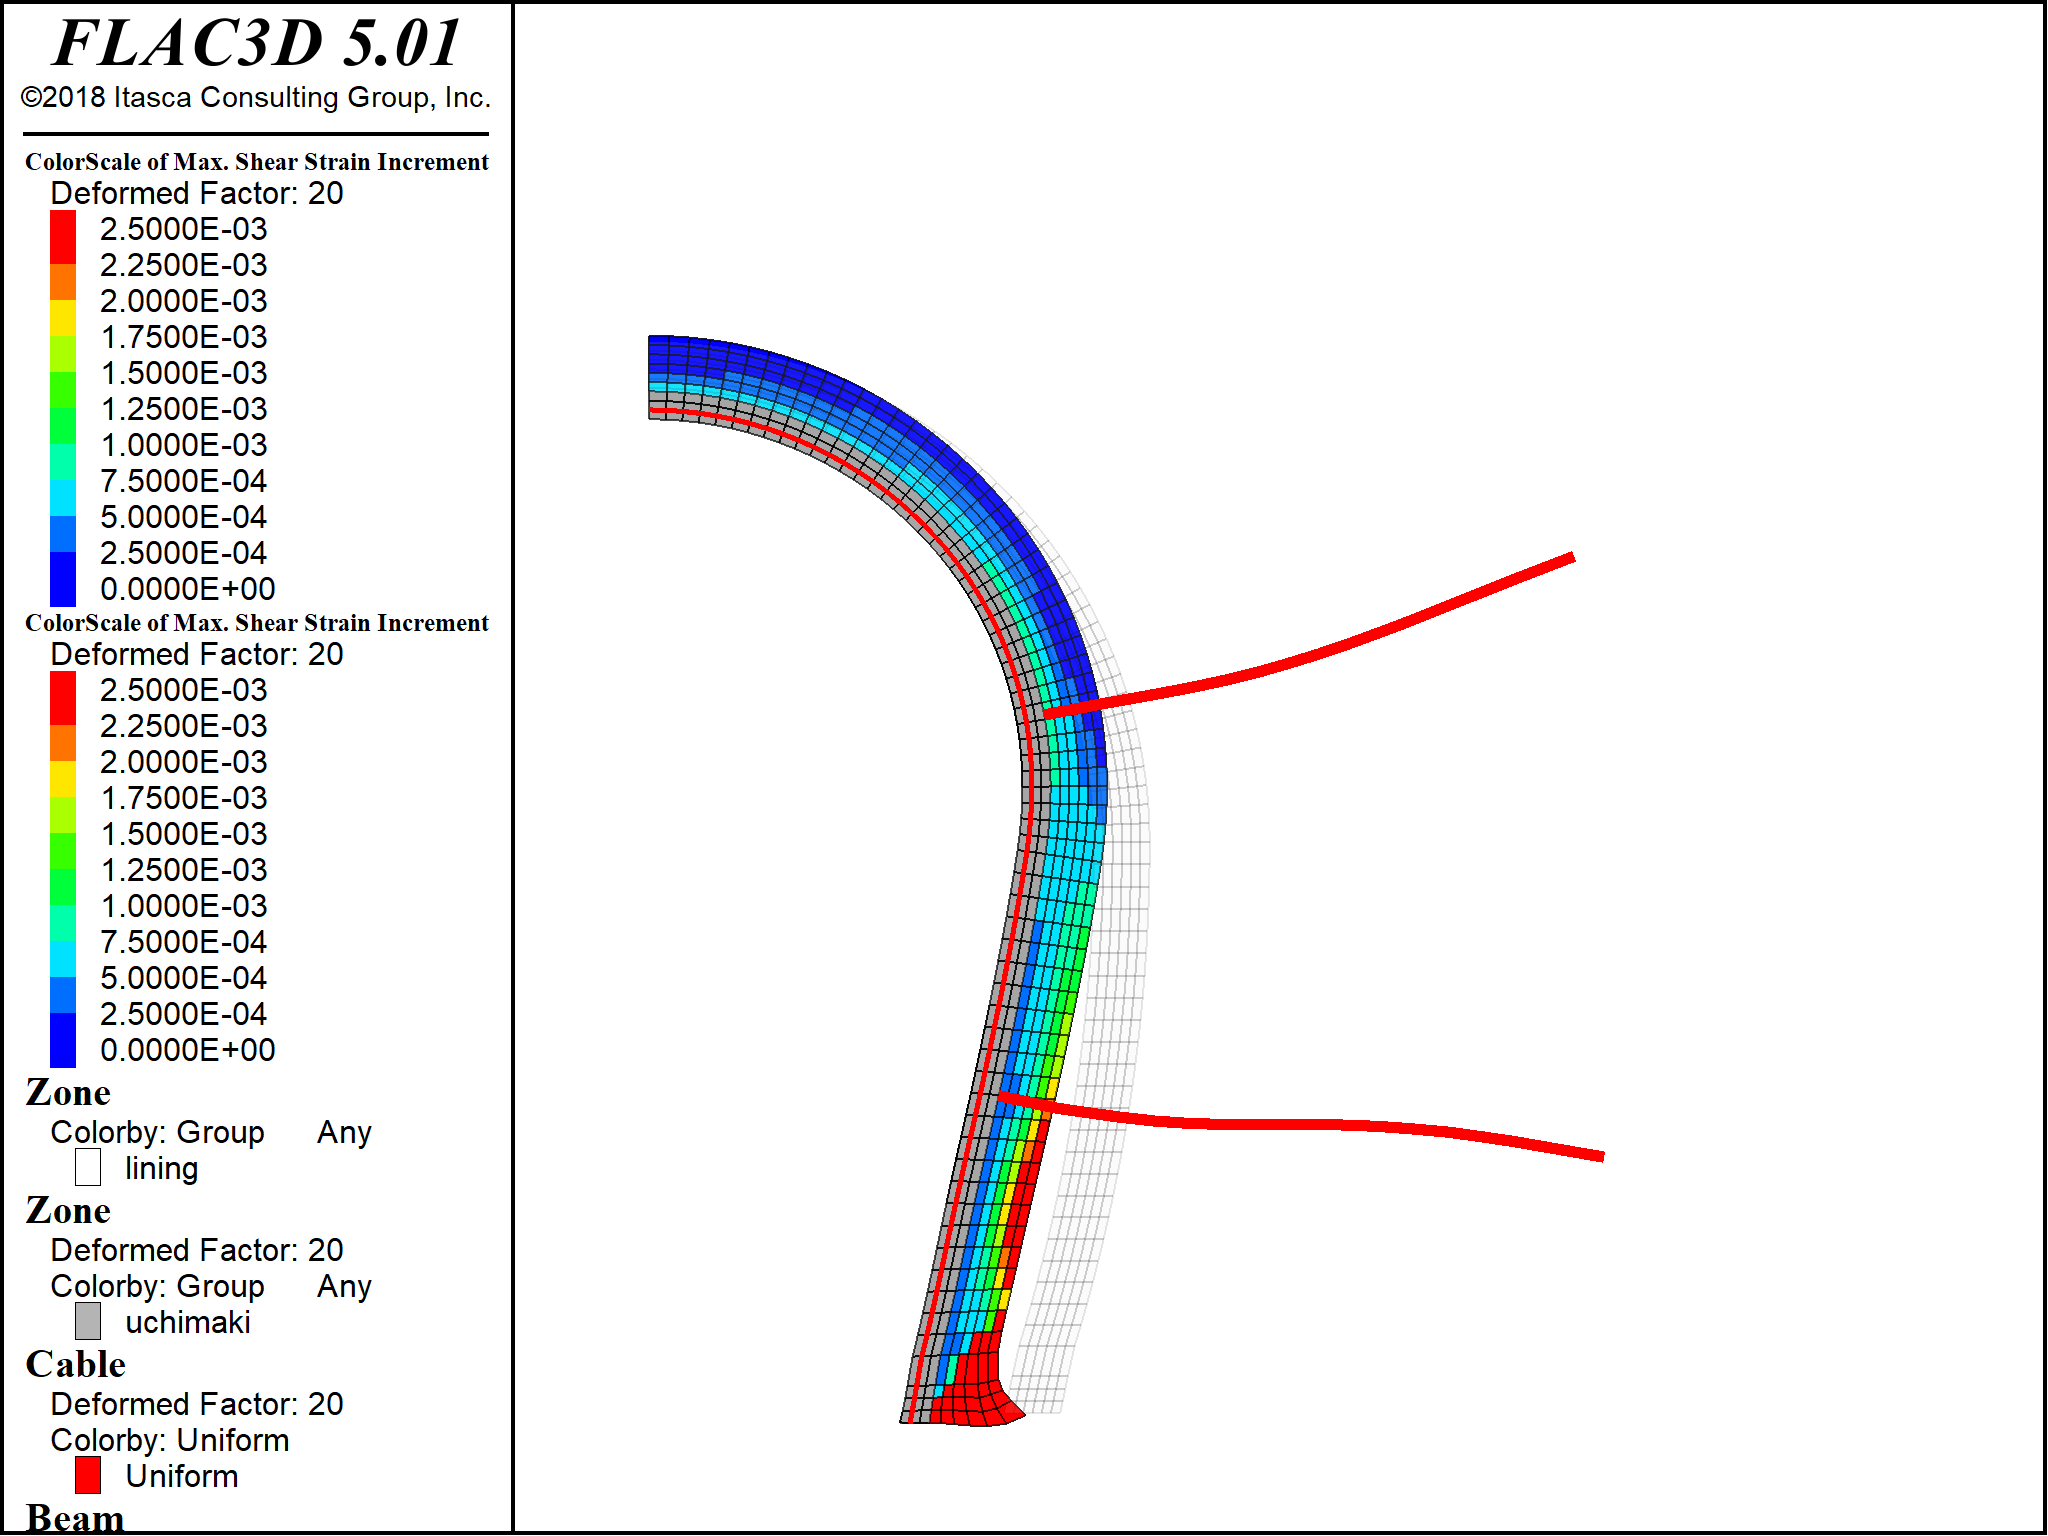 FLAC3D 5.01
©2018 Itasca Consulting Group, Inc.
ColorScale of Max. Shear Strain Increment
Deformed Factor: 20
2.5000E-03
2.2500E-03
2.0000E-03
1.7500E-03
1.5000E-03
1.2500E-03
1.0000E-03
7.5000E-04
5.0000E-04
2.5000E-04
0.0000E+00
ColorScale of Max. Shear Strain Increment
Deformed Factor: 20
2.5000E-03
2.2500E-03
2.0000E-03
1.7500E-03
1.5000E-03
1.2500E-03
1.0000E-03
7.5000E-04
5.0000E-04
2.5000E-04
0.0000E+00
Zone
Colorby: Group Any
lining
Zone
Deformed Factor: 20
Colorby: Group Any
uchimaki
Cable
Deformed Factor: 20
Colorby: Uniform
Uniform
Beam